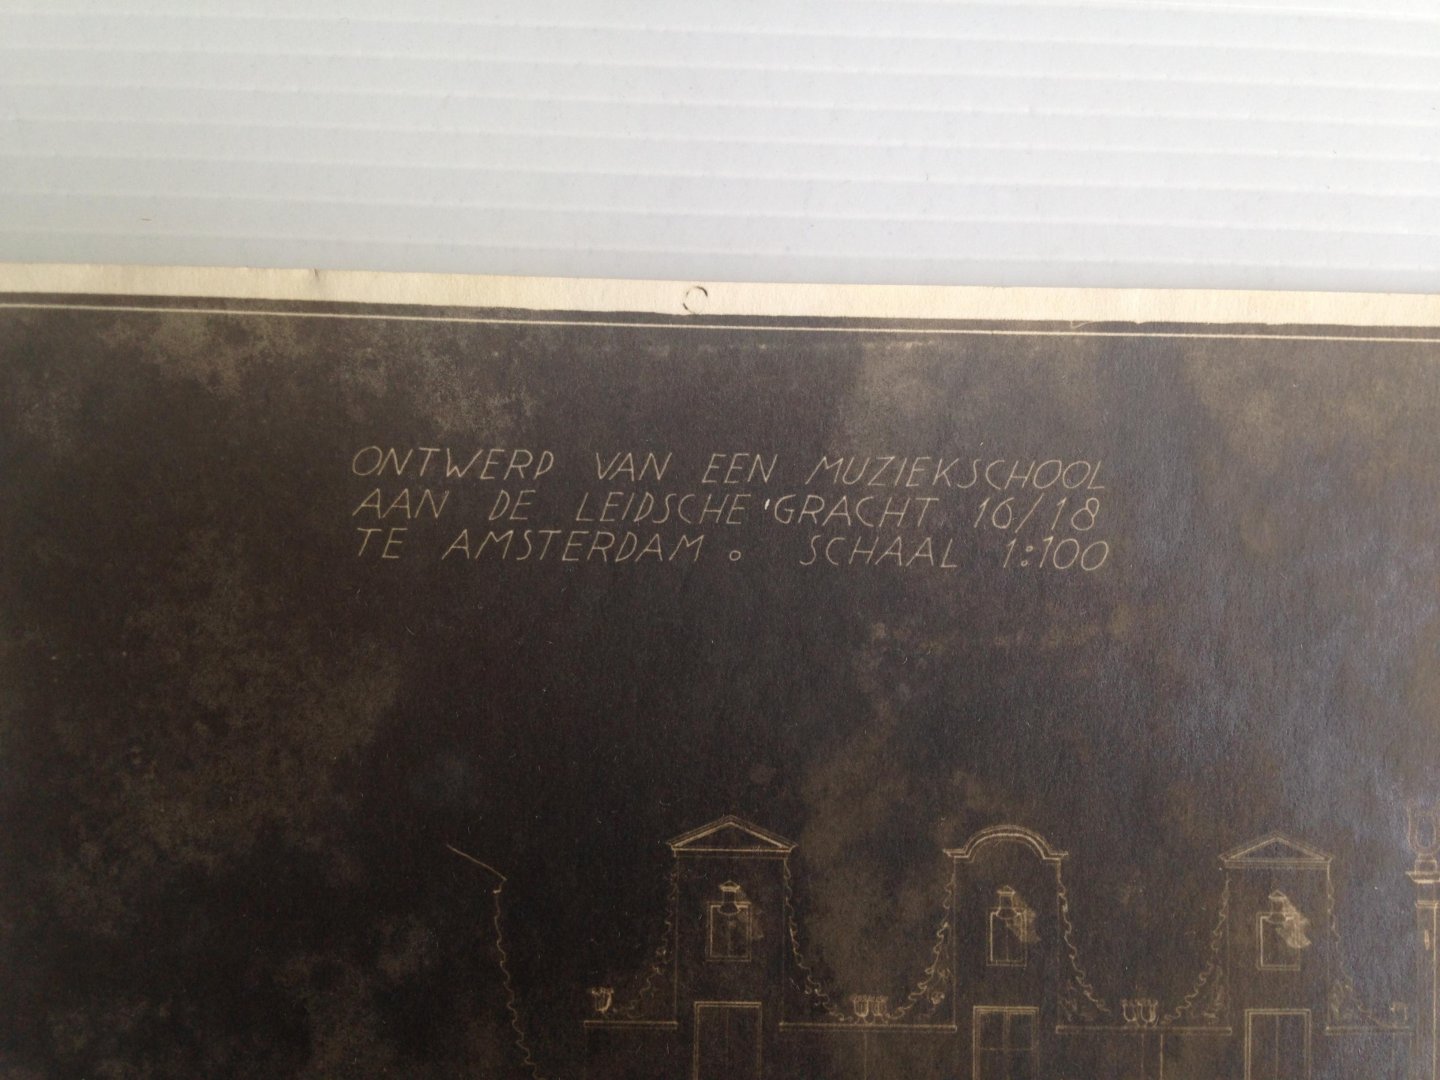 ONTWERP VAN EEN MUZIEKSCHOOL
AAN DE LEIDSCHE GRACHT 16/18
TE AMSTERDAM. SCHAAL 1:100